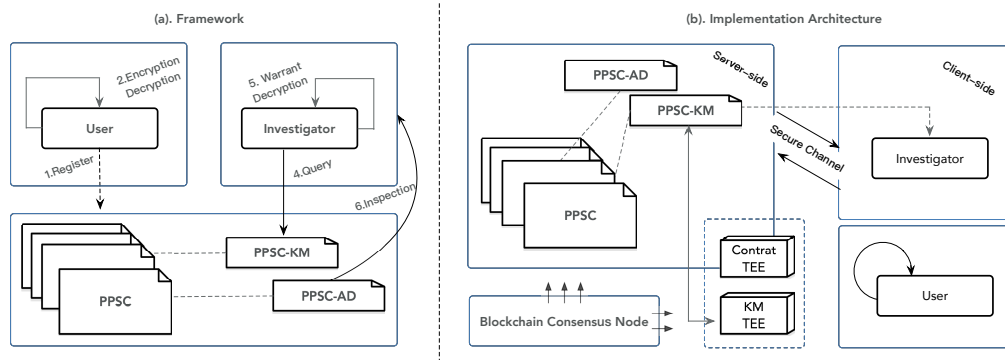 (a). Framework
2.Encryption
Decryption
User
1.Register
5. Warrant
Decryption
Investigator
4.Query
6.Inspection
PPSC-KM
PPSC
PPSC-AD
(b). Implementation Architecture
PPSC-AD
PPSC-KM
PPSC
Server-side
Secure Channel
Client-side
Investigator
Contrat
TEE
KM
TEE
Blockchain Consensus Node
User